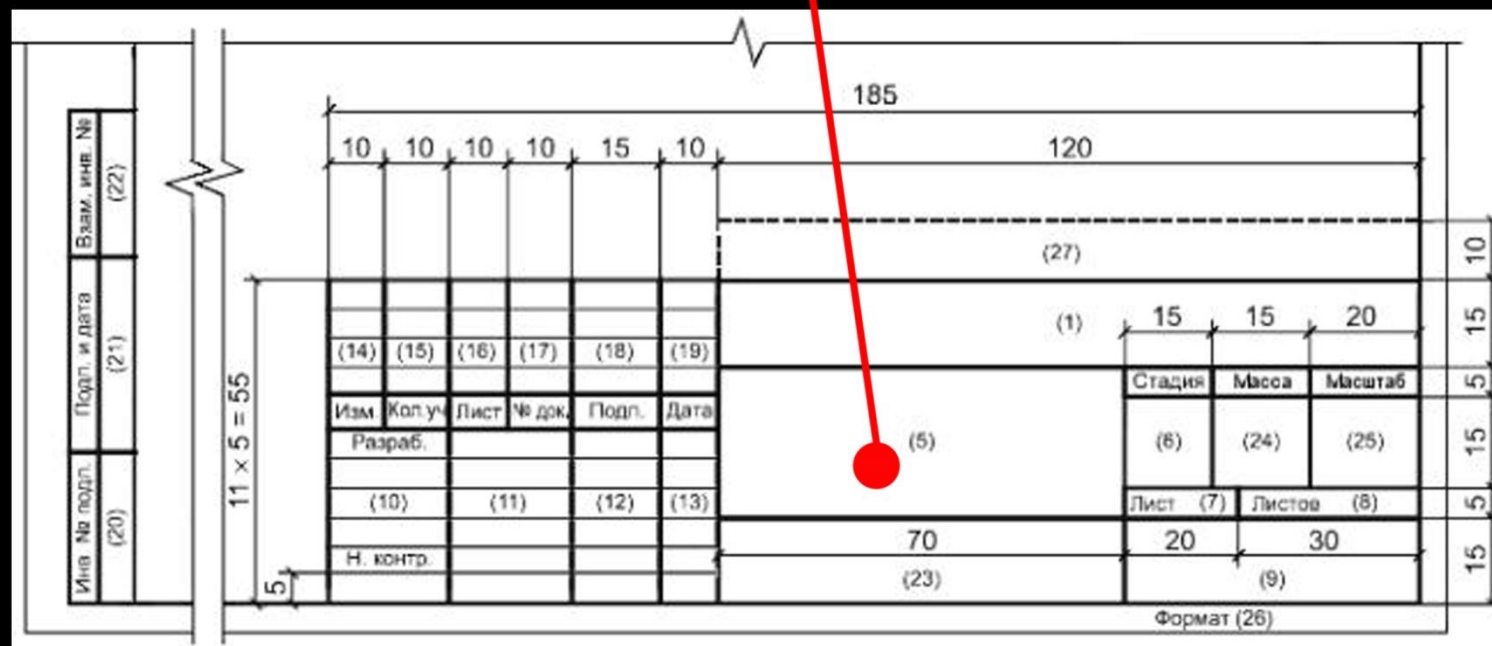 185
10 10 10 10 15 10 120
(27)
10
(1)
15 15 20
15
(14) (15) (16) (17) (18) (19)
Стадия Масса Масштаб
5
Изм. Кол.уч Лист № док. Подп. Дата
Разраб.
(5)
(6) (24) (25)
15
(10) (11) (12) (13)
Лист (7) Листов (8)
5
70 20 30
Н. контр.
(23) (9)
15
5
11 x 5 = 55
Формат (26)
Взам. инв. №
(22)
Подп. и дата
(21)
Инв № подл.
(20)